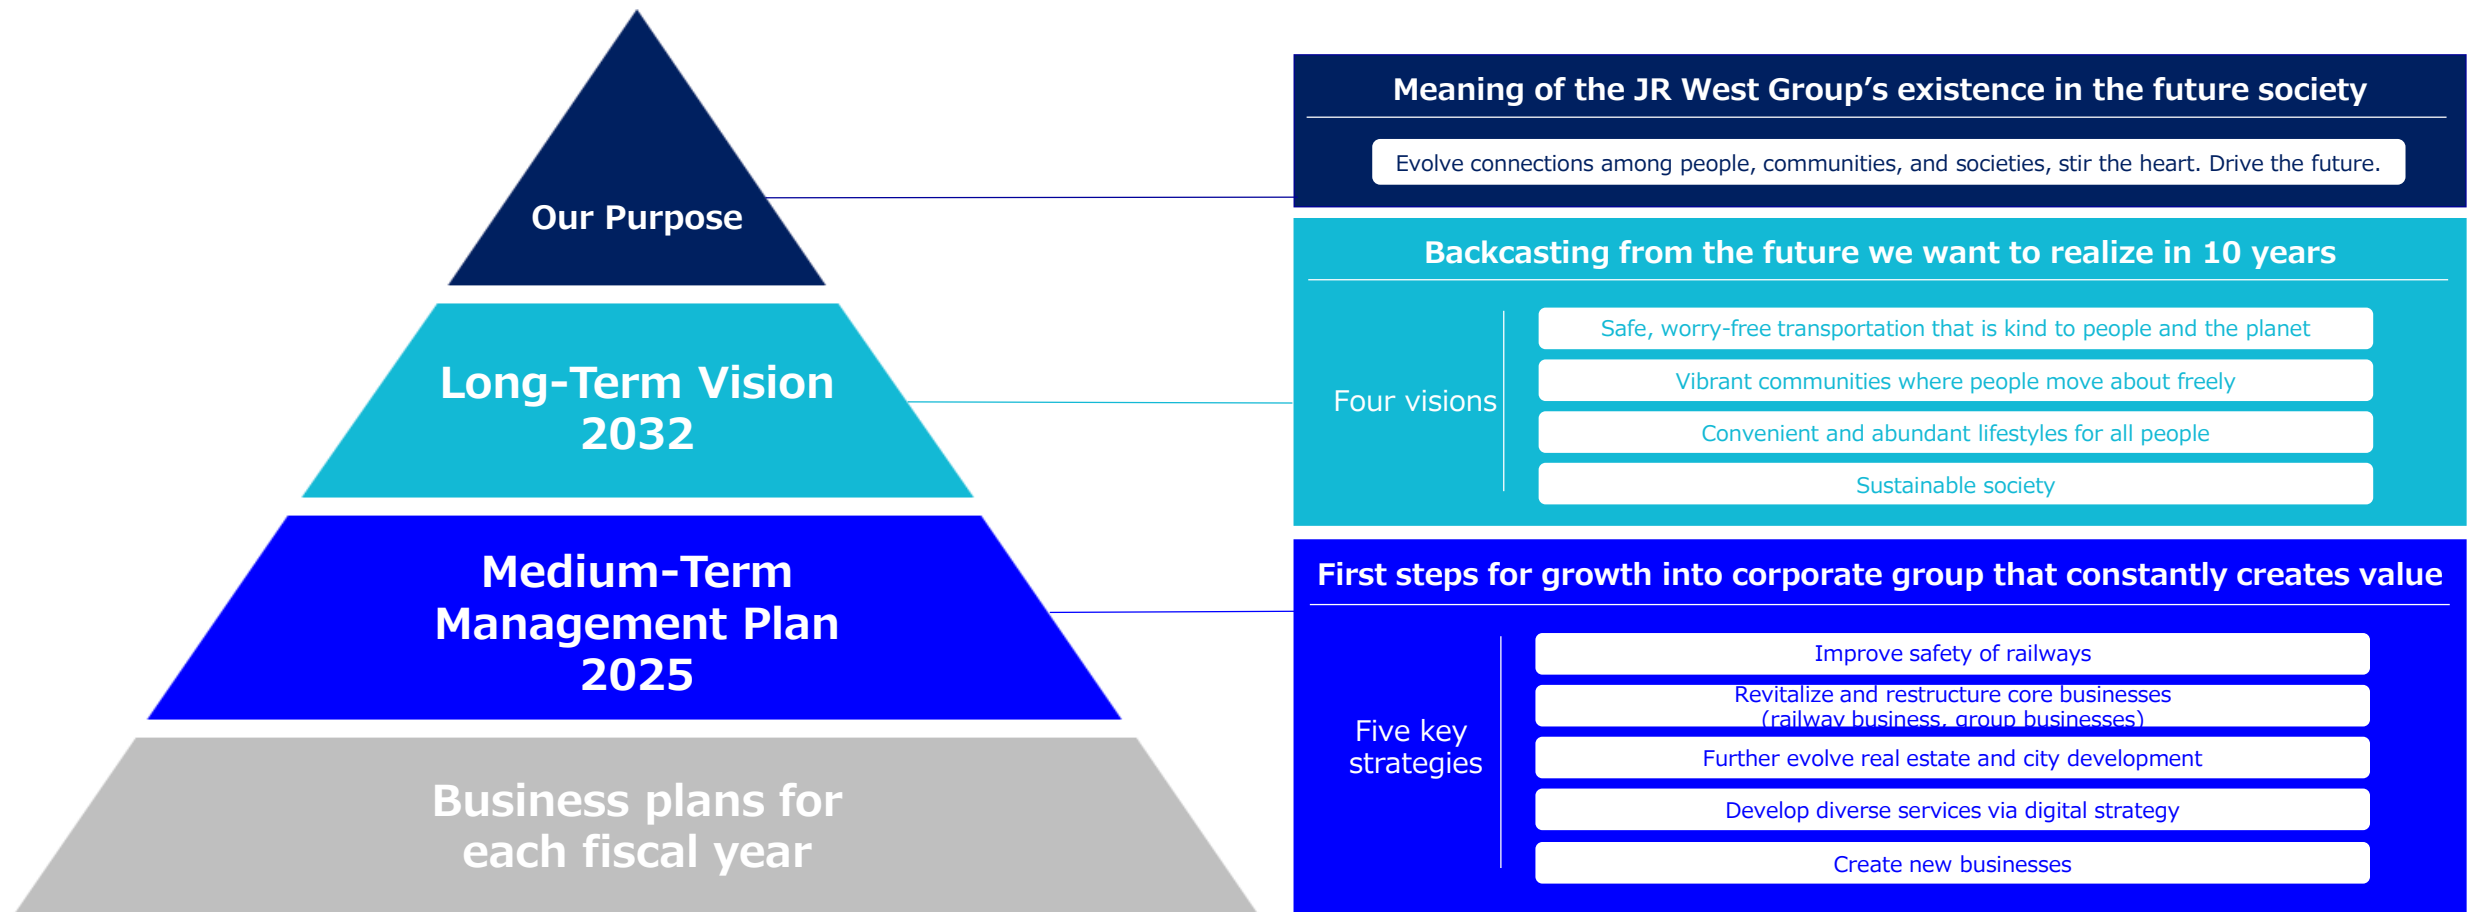 Our Purpose
Long-Term Vision
2032
Medium-Term
Management Plan
2025
Business plans for
each fiscal year
Meaning of the JR West Group’s existence in the future society
Evolve connections among people, communities, and societies, stir the heart. Drive the future.
Backcasting from the future we want to realize in 10 years
Four visions
Safe, worry-free transportation that is kind to people and the planet
Vibrant communities where people move about freely
Convenient and abundant lifestyles for all people
Sustainable society
First steps for growth into corporate group that constantly creates value
Five key
strategies
Improve safety of railways
Revitalize and restructure core businesses
(railway business, group businesses)
Further evolve real estate and city development
Develop diverse services via digital strategy
Create new businesses